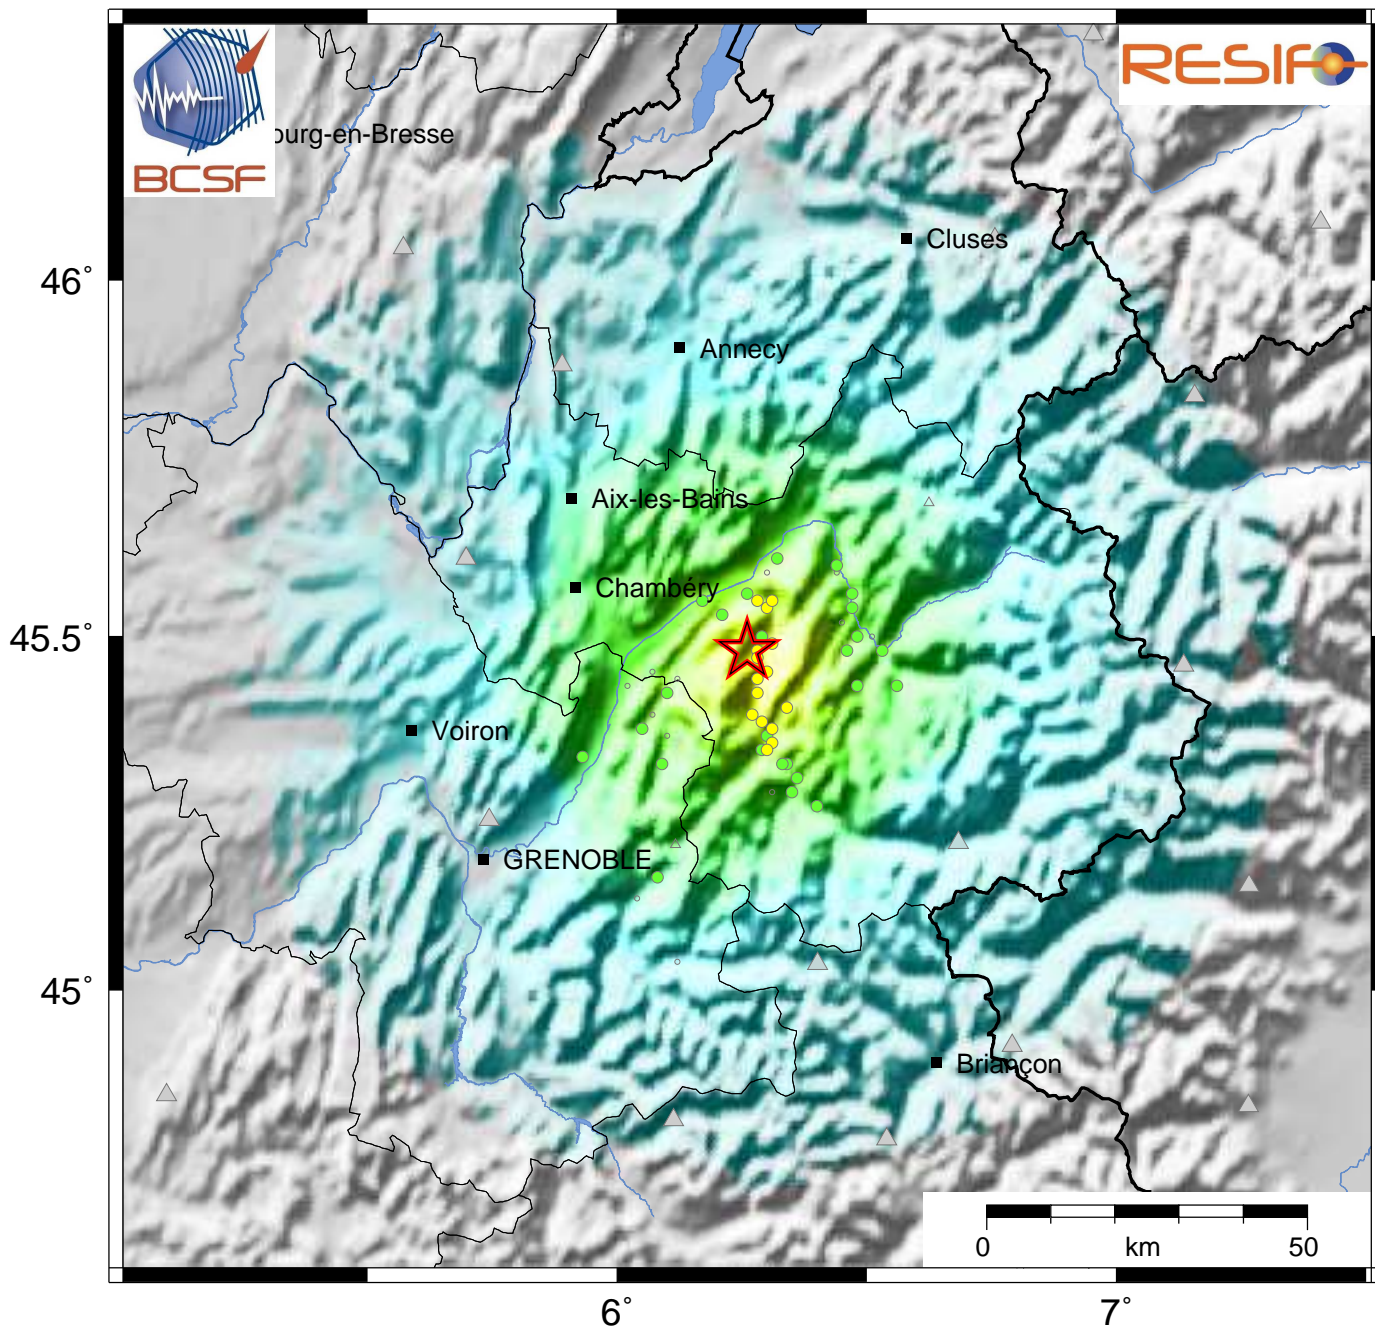 BCSF
RESIF
ourg-en-Bresse
Cluses
46°
Annecy
Aix-les-Bains
Chambéry
45.5
Voiron
GRENOBLE
45°
Briançon
0 km 50
6° 7°